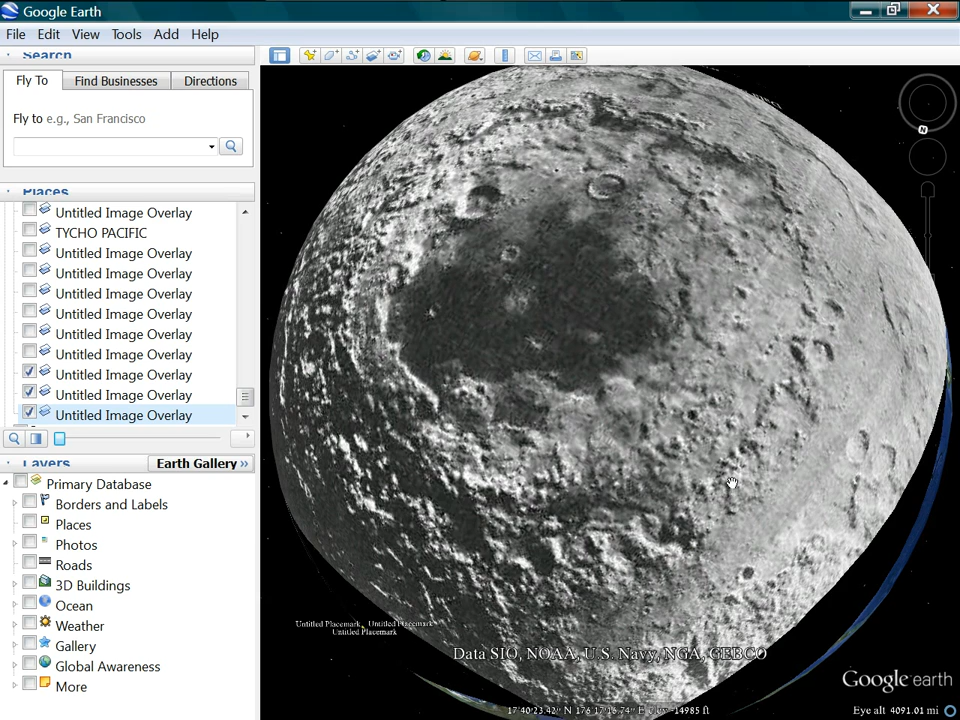 Google Earth
File Edit View Tools Add Help
Search
Fly To Find Businesses Directions
Fly to e.g., San Francisco
Places
Untitled Image Overlay
TYCHO PACIFIC
Untitled Image Overlay
Untitled Image Overlay
Untitled Image Overlay
Untitled Image Overlay
Untitled Image Overlay
Untitled Image Overlay
Untitled Image Overlay
Untitled Image Overlay
Untitled Image Overlay
Layers
Earth Gallery »
Primary Database
Borders and Labels
Places
Photos
Roads
3D Buildings
Ocean
Weather
Gallery
Global Awareness
More
N
Untitled Placemark Untitled Placemark
Untitled Placemark
Data SIO, NOAA, U.S. Navy, NGA, GEBCO
Google earth
-14985 ft
Eye alt 4091.01 mi